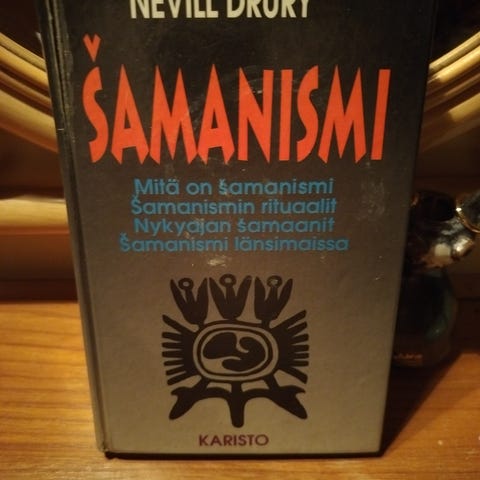 NEVILL DRURY
ŠAMANISMI
Mitä on šamanismi
Šamanismin rituaalit
Nykyajan šamaanit
Šamanismi länsimaissa
KARISTO